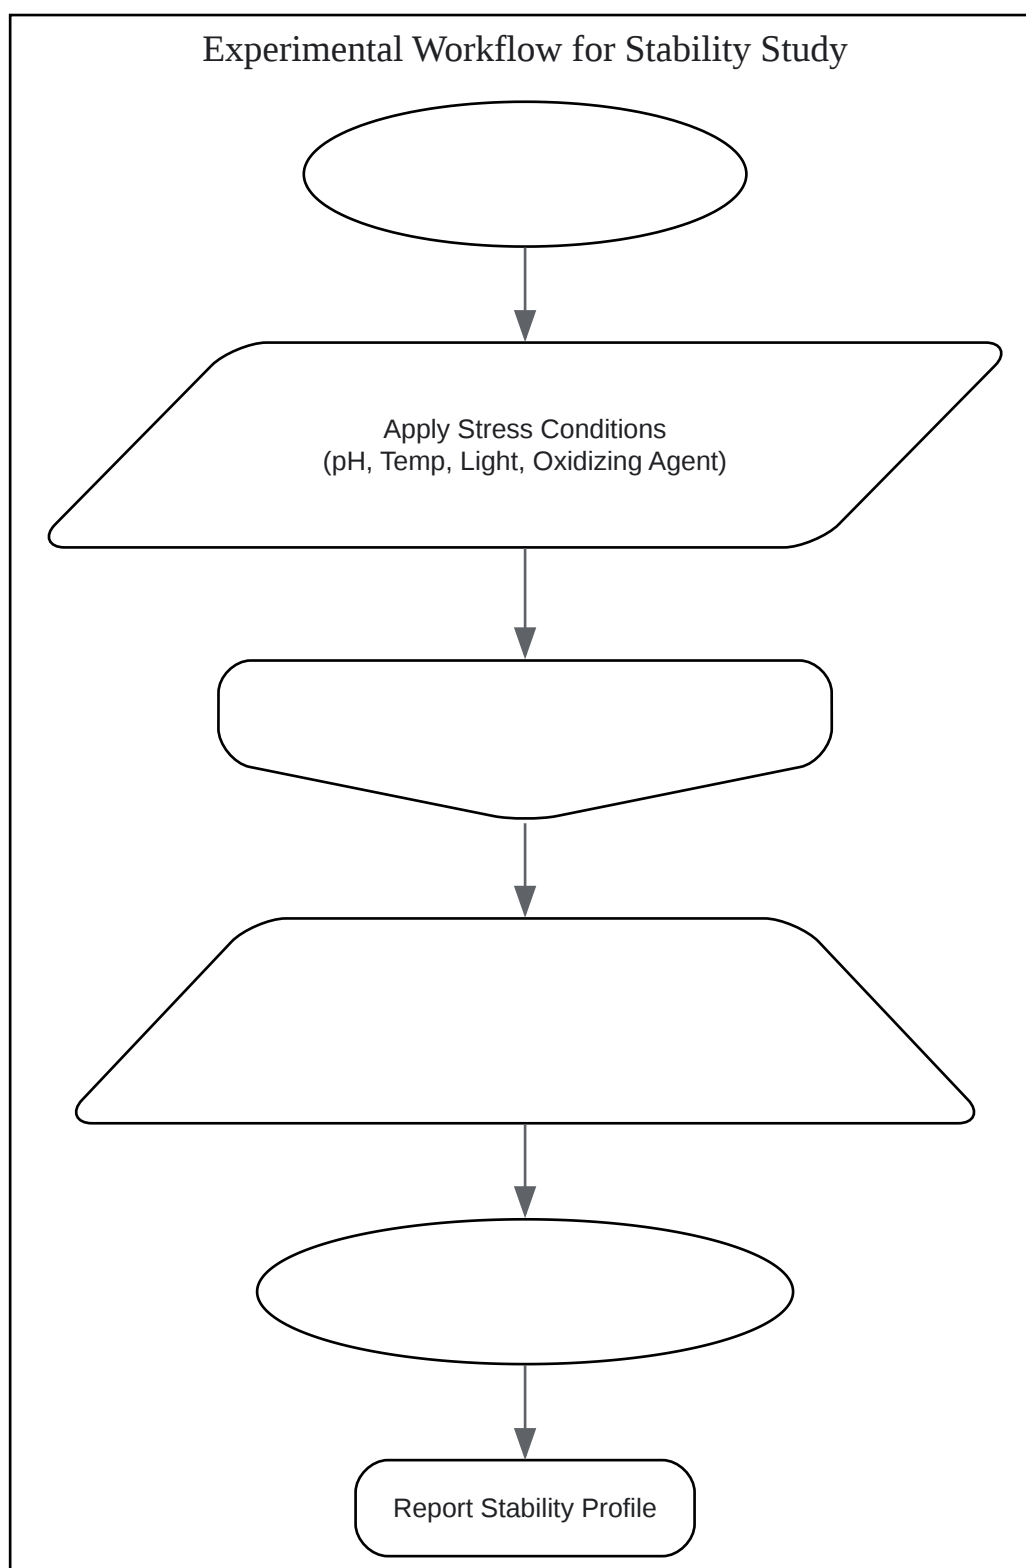 Experimental Workflow for Stability Study
Apply Stress Conditions
(pH, Temp, Light, Oxidizing Agent)
Report Stability Profile